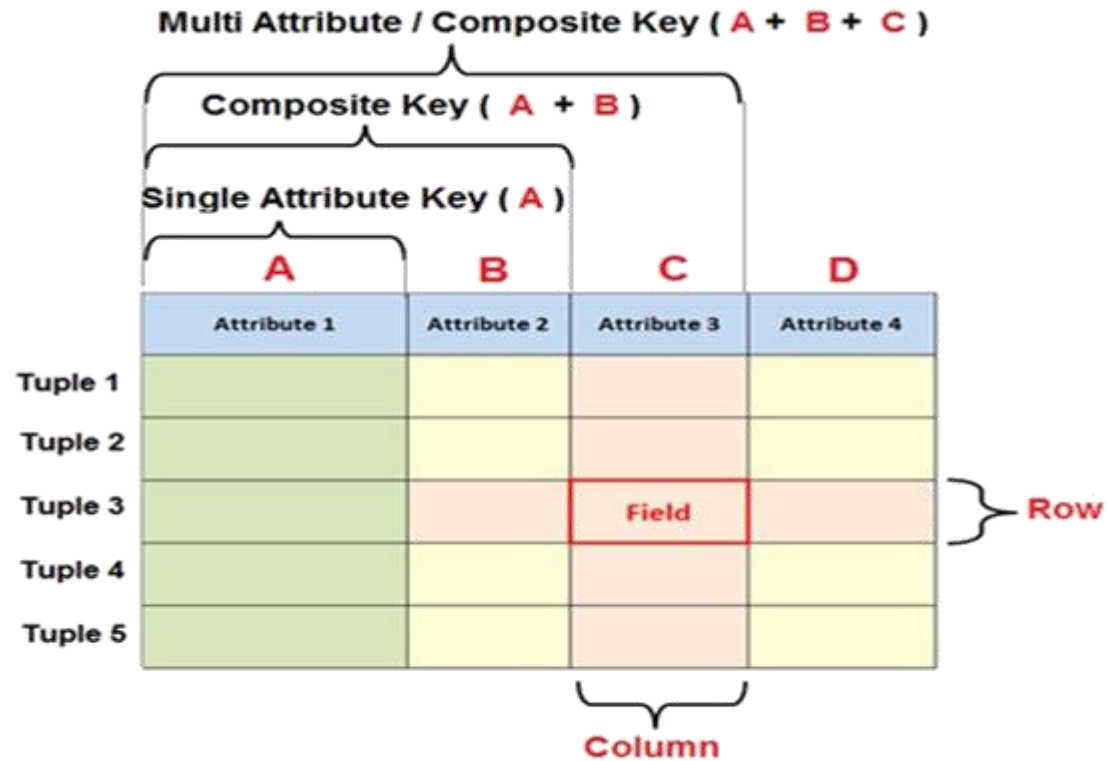 Multi Attribute / Composite Key ( A + B + C )
Composite Key ( A + B )
Single Attribute Key ( A )
A B C D
Attribute 1 Attribute 2 Attribute 3 Attribute 4
Tuple 1
Tuple 2
Tuple 3 Field Row
Tuple 4
Tuple 5
Column